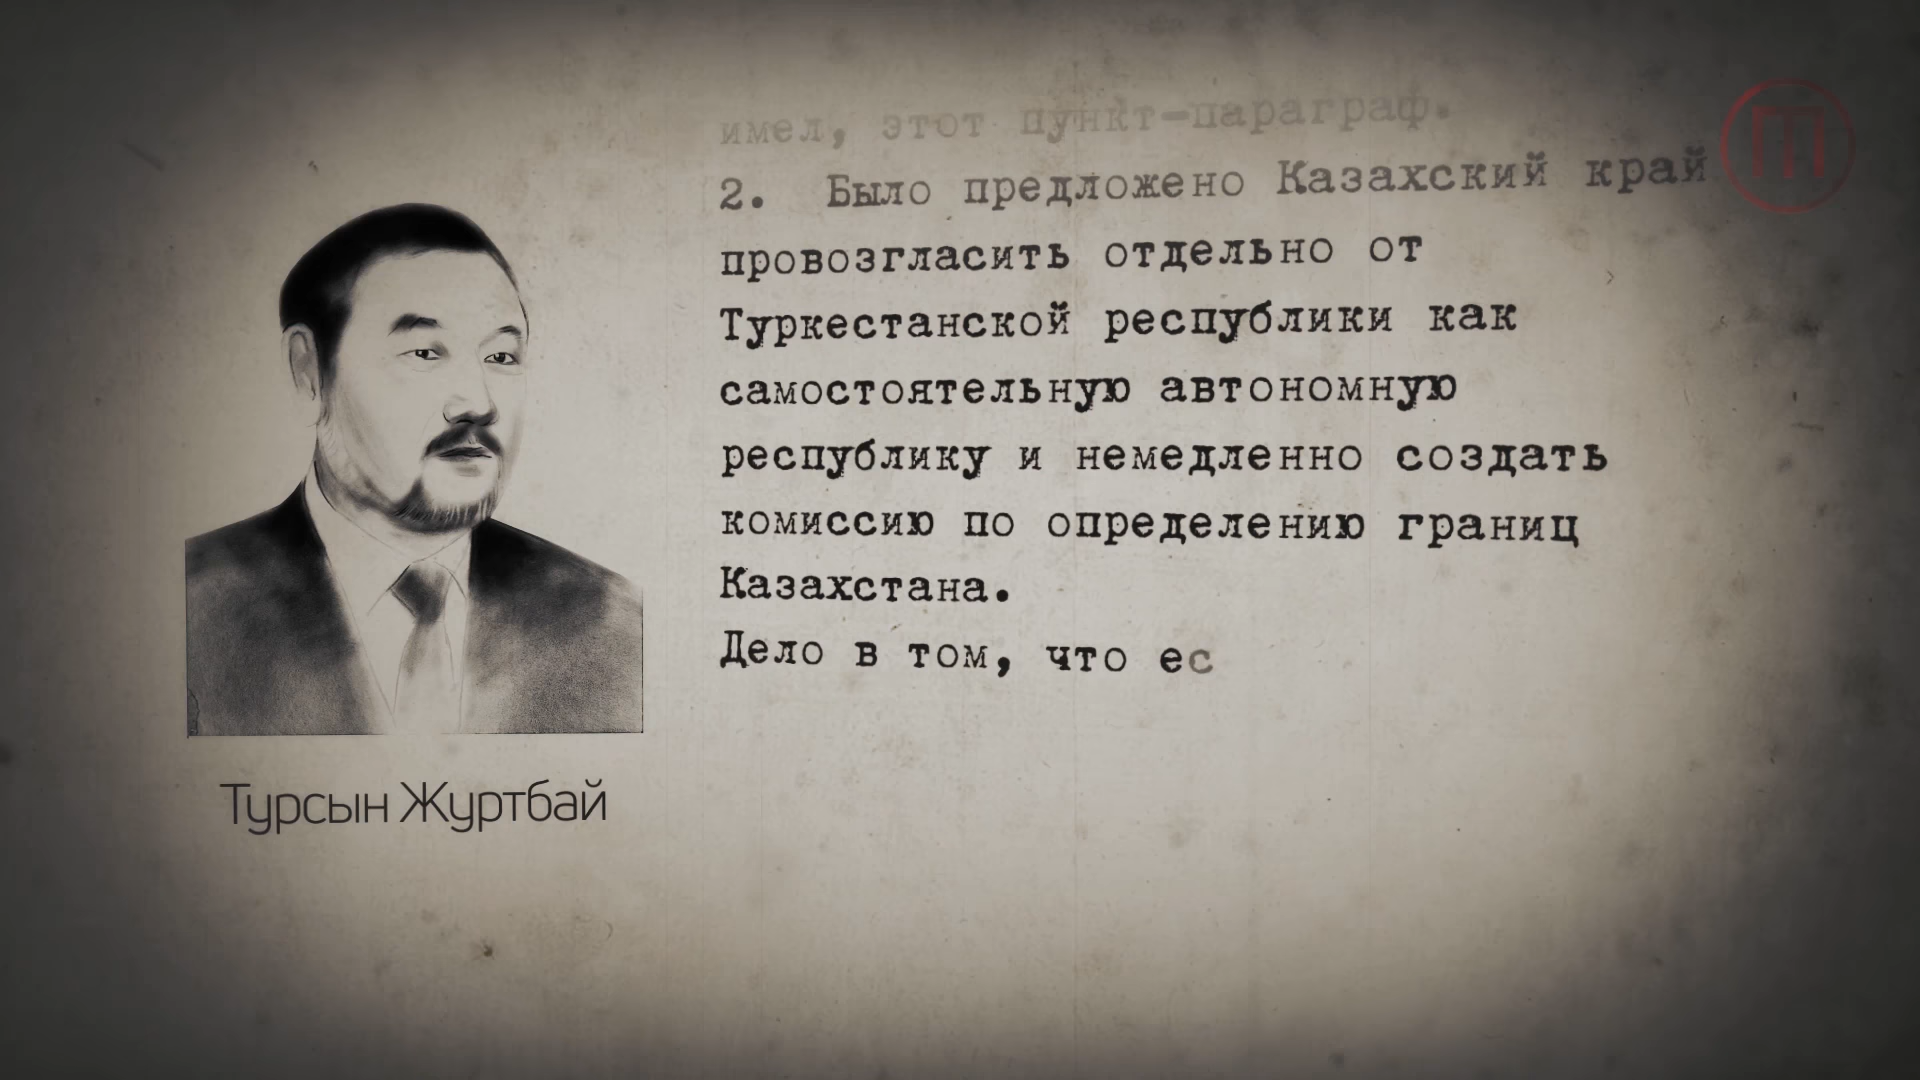 имел, этот пункт-параграф.
2. Было предложено Казахский край
провозгласить отдельно от
Туркестанской республики как
самостоятельную автономную
республику и немедленно создать
комиссию по определению границ
Казахстана.
Дело в том, что ес
Турсын Журтбай